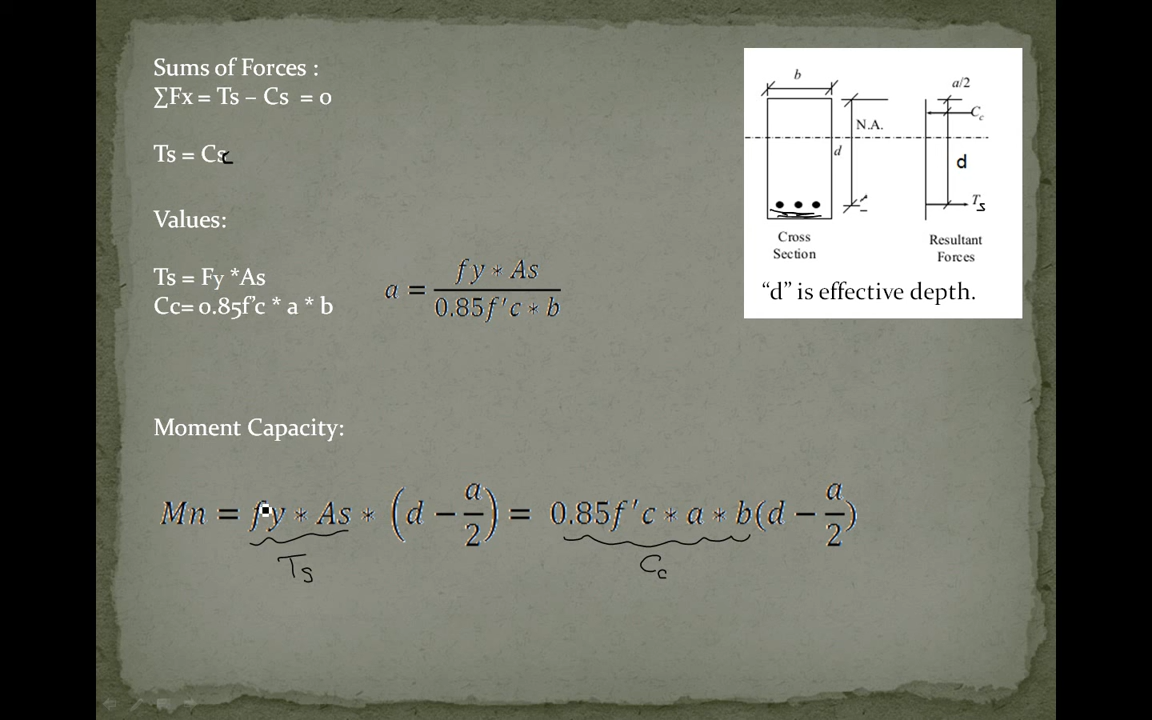 Sums of Forces :
∑Fx = Ts – Cs = 0
Ts = Cc
Values:
Ts = Fy *As
Cc= 0.85f'c * a * b
a = fy * As / 0.85f'c * b
Moment Capacity:
Mn = fy * As * (d − a/2) = 0.85f'c * a * b(d − a/2)
Ts
Cc
b
a/2
Cc
N.A.
d
d
Ts
Cross
Section
Resultant
Forces
“d” is effective depth.